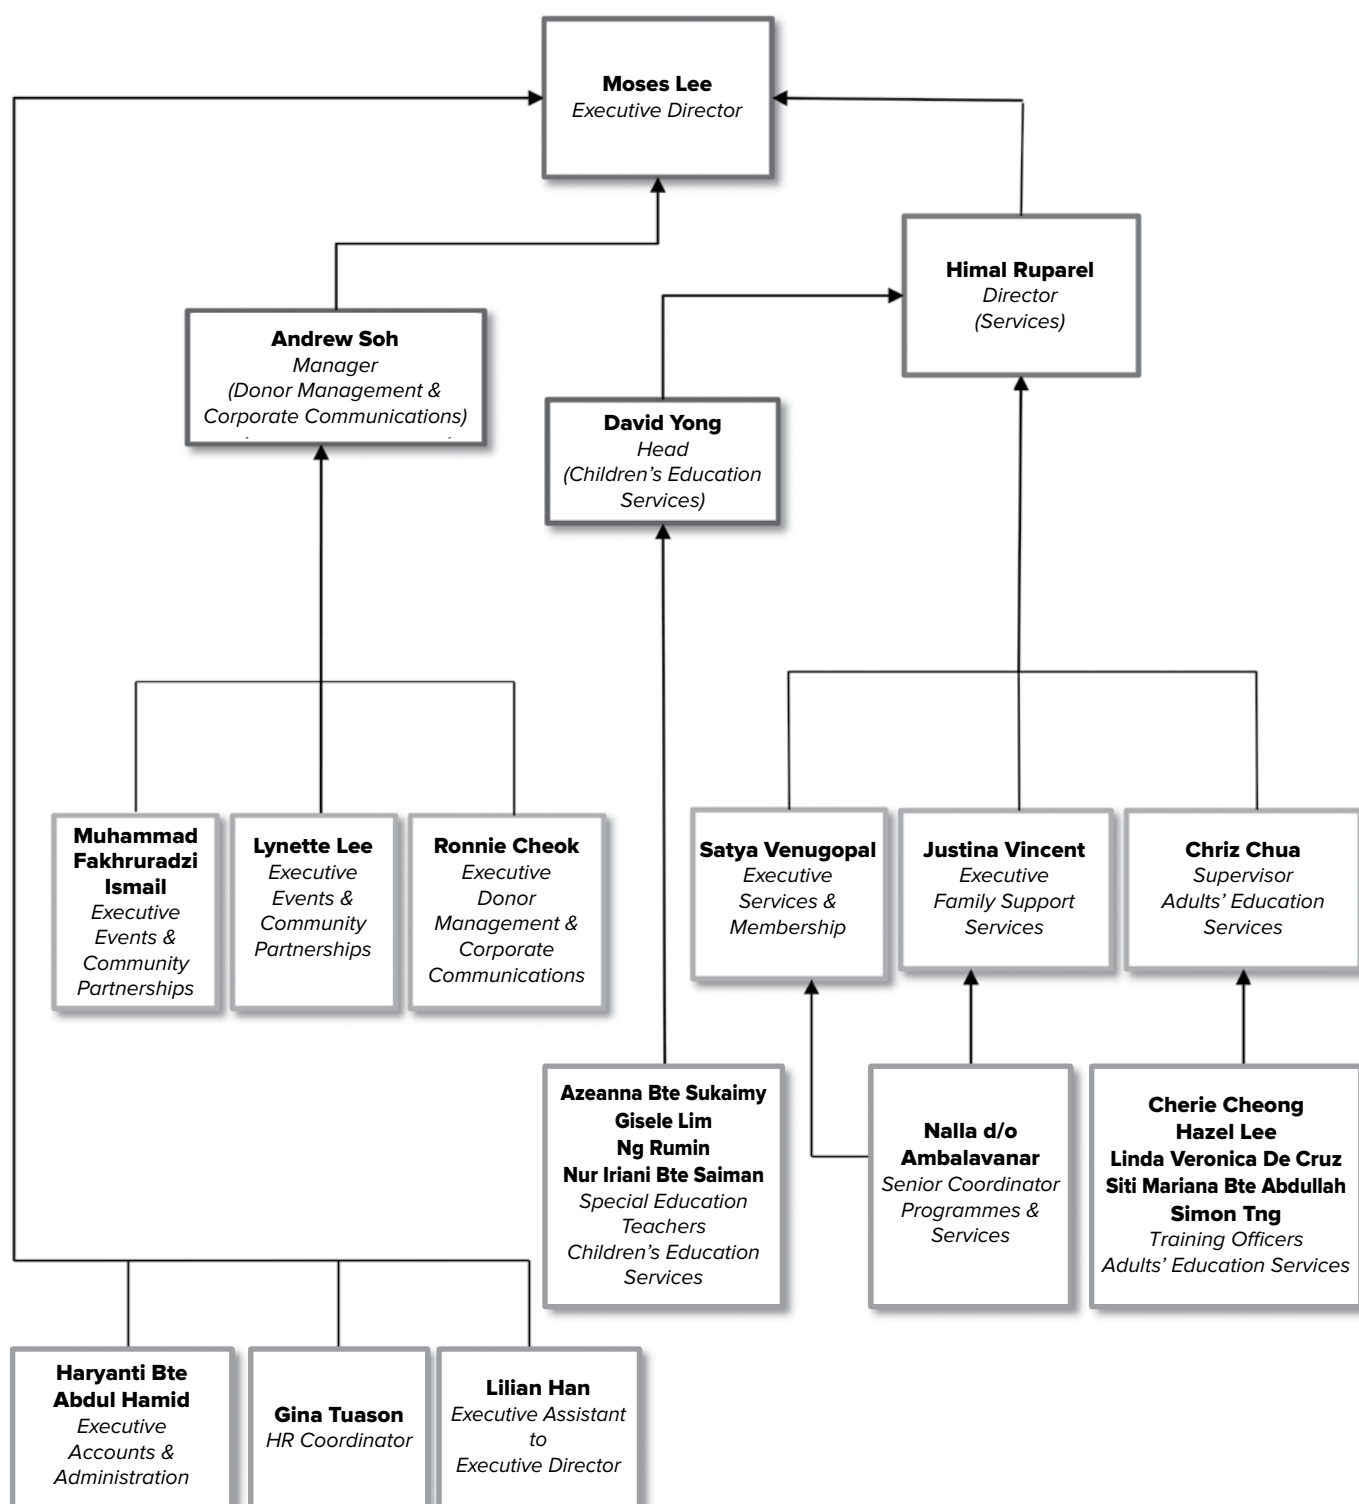 Moses Lee
Executive Director
Himal Ruparel
Director
(Services)
Andrew Soh
Manager
(Donor Management &
Corporate Communications)
David Yong
Head
(Children’s Education
Services)
Muhammad
Fakhruradzi
Ismail
Executive
Events &
Community
Partnerships
Lynette Lee
Executive
Events &
Community
Partnerships
Ronnie Cheok
Executive
Donor
Management &
Corporate
Communications
Satya Venugopal
Executive
Services &
Membership
Justina Vincent
Executive
Family Support
Services
Chriz Chua
Supervisor
Adults’ Education
Services
Azeanna Bte Sukaimy
Gisele Lim
Ng Rumin
Nur Iriani Bte Saiman
Special Education
Teachers
Children’s Education
Services
Nalla d/o
Ambalavanar
Senior Coordinator
Programmes &
Services
Cherie Cheong
Hazel Lee
Linda Veronica De Cruz
Siti Mariana Bte Abdullah
Simon Tng
Training Officers
Adults’ Education Services
Haryanti Bte
Abdul Hamid
Executive
Accounts &
Administration
Gina Tuason
HR Coordinator
Lilian Han
Executive Assistant
to
Executive Director